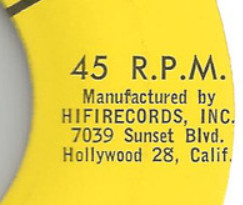 45 R.P.M.
Manufactured by
HIFIRECORDS, INC.
7039 Sunset Blvd.
Hollywood 28, Calif.